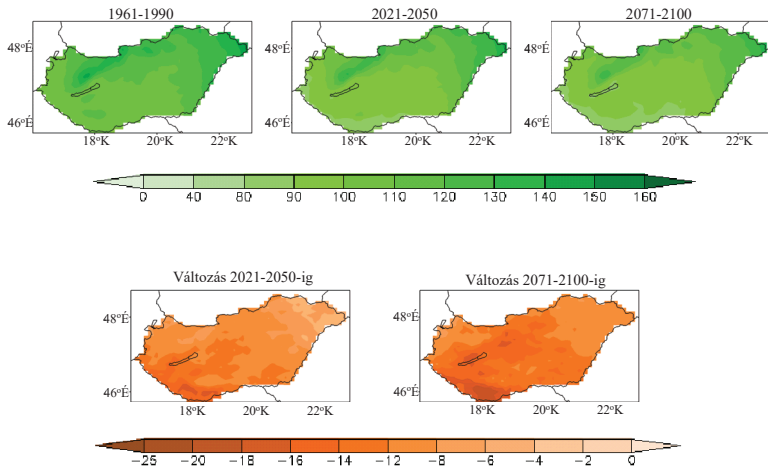 1961-1990 2021-2050 2071-2100
48°É 48°É 48°É
46°É 46°É 46°É
18°K 20°K 22°K 18°K 20°K 22°K 18°K 20°K 22°K
0 40 80 90 100 110 120 130 140 150 160
Változás 2021-2050-ig Változás 2071-2100-ig
48°É 48°É
46°É 46°É
18°K 20°K 22°K 18°K 20°K 22°K
−25 −20 −18 −16 −14 −12 −8 −6 −4 −2 0